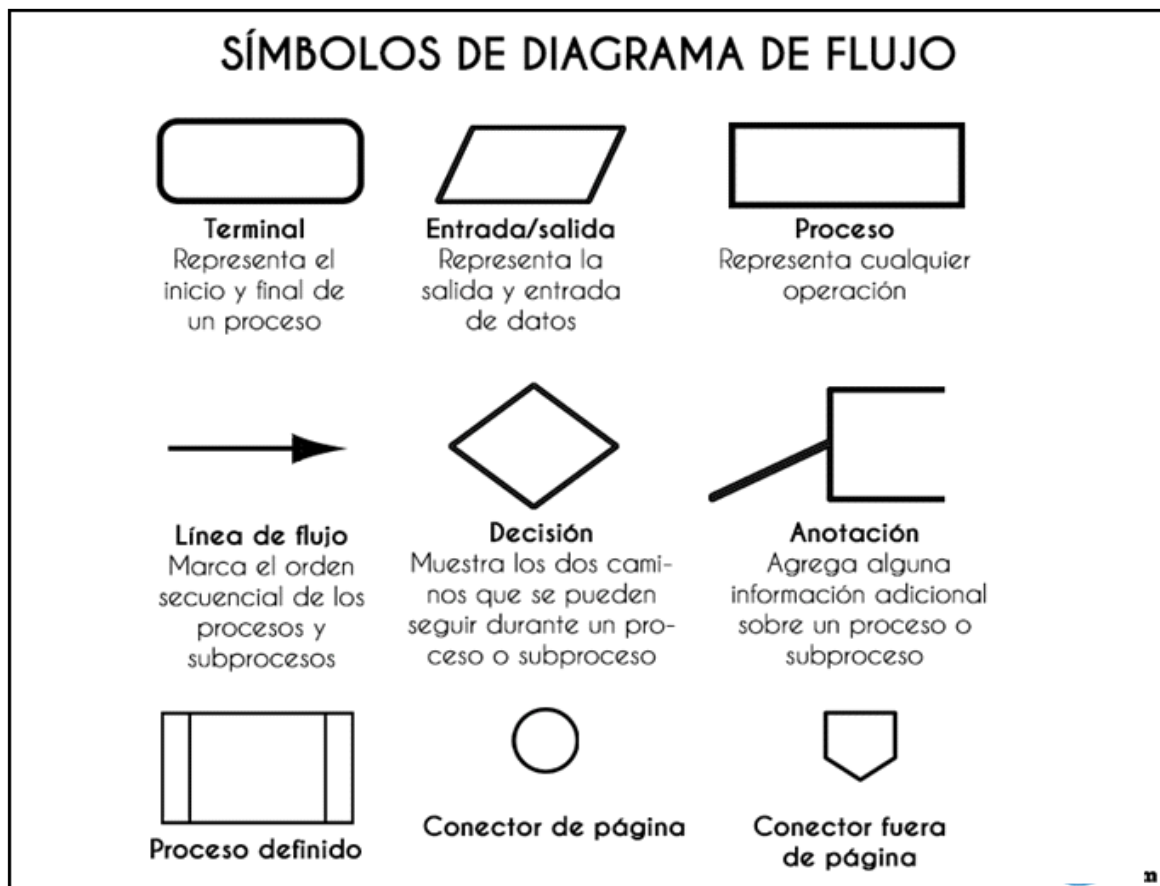 SÍMBOLOS DE DIAGRAMA DE FLUJO
Terminal
Representa el
inicio y final de
un proceso
Entrada/salida
Representa la
salida y entrada
de datos
Proceso
Representa cualquier
operación
Línea de flujo
Marca el orden
secuencial de los
procesos y
subprocesos
Decisión
Muestra los dos cami-
nos que se pueden
seguir durante un pro-
ceso o subproceso
Anotación
Agrega alguna
información adicional
sobre un proceso o
subproceso
Proceso definido
Conector de página
Conector fuera
de página
n